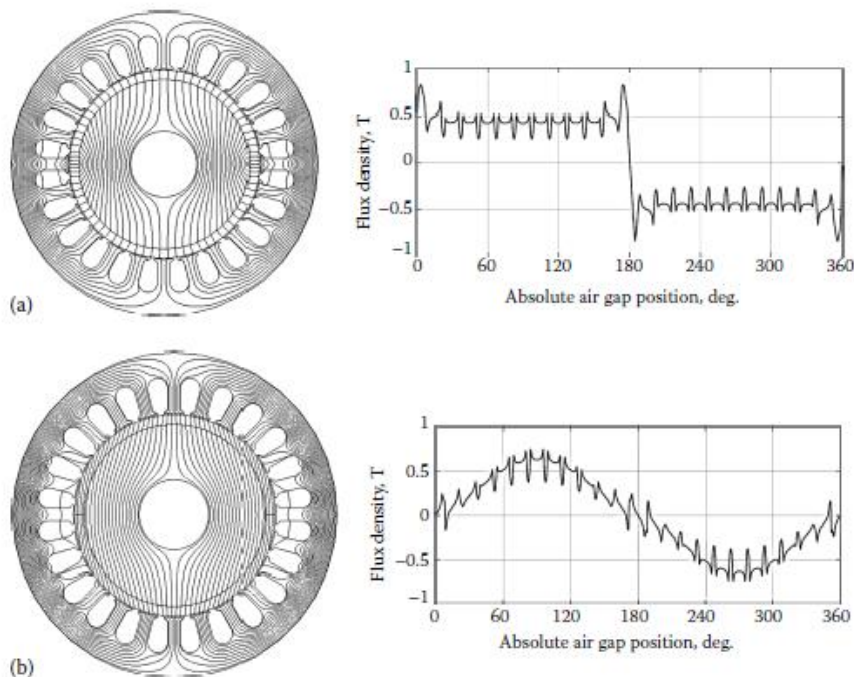 1
0.5
0
−0.5
−1
Flux density, T
0 60 120 180 240 300 360
Absolute air gap position, deg.
(a)
1
0.5
0
−0.5
−1
Flux density, T
0 60 120 180 240 300 360
Absolute air gap position, deg.
(b)